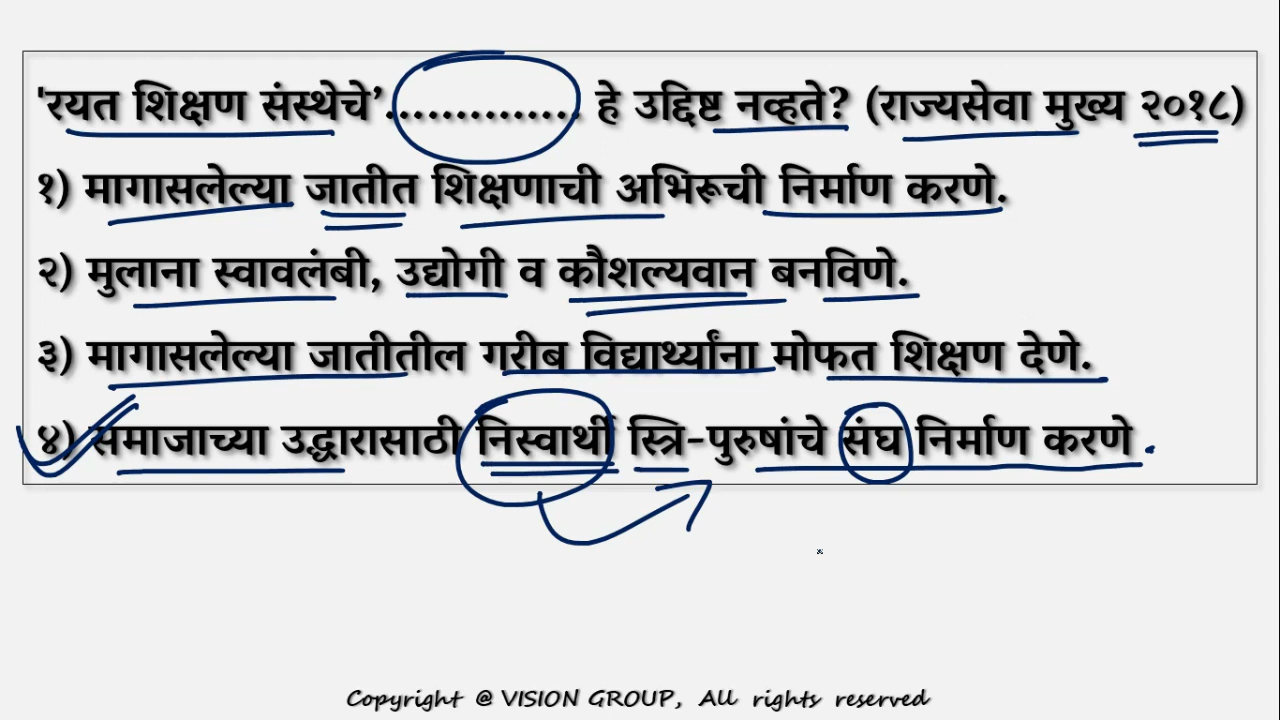 'रयत शिक्षण संस्थेचे’.............. हे उद्दिष्ट नव्हते? (राज्यसेवा मुख्य २०१८)
१) मागासलेल्या जातीत शिक्षणाची अभिरूची निर्माण करणे.
२) मुलाना स्वावलंबी, उद्योगी व कौशल्यवान बनविणे.
३) मागासलेल्या जातीतील गरीब विद्यार्थ्यांना मोफत शिक्षण देणे.
४) समाजाच्या उद्धारासाठी निस्वार्थी स्त्रि-पुरुषांचे संघ निर्माण करणे .
Copyright @ VISION GROUP, All rights reserved